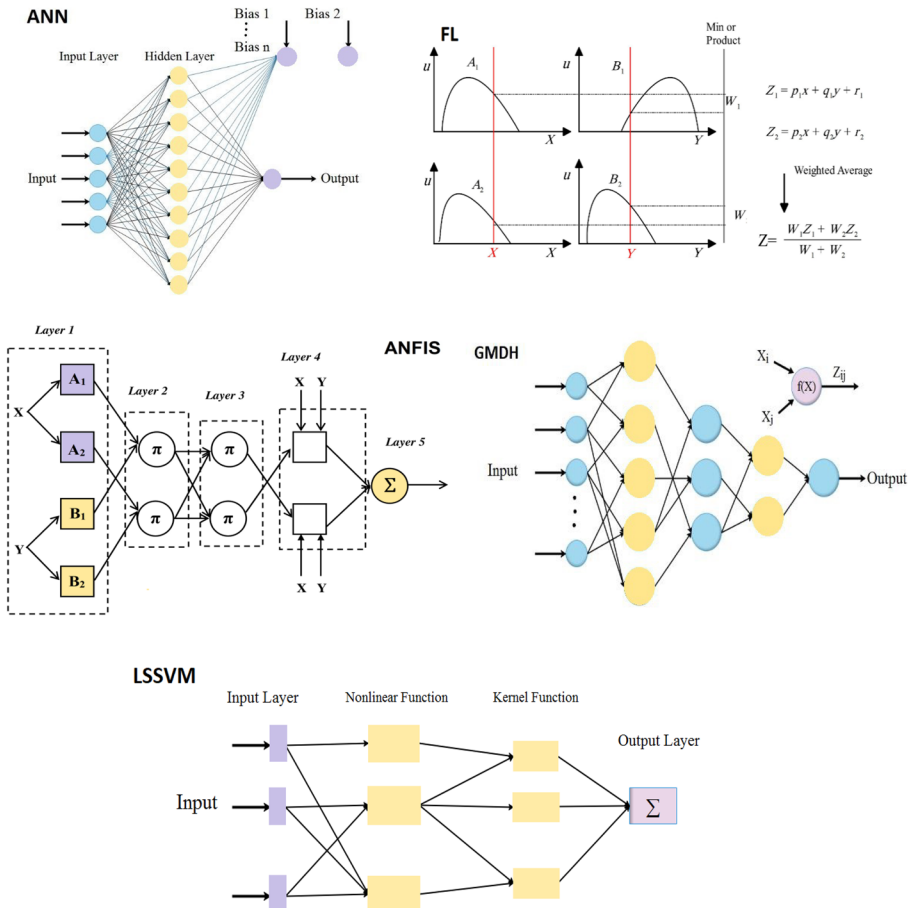 ANN
Bias 1
Bias 2
Bias n
Input Layer
Hidden Layer
Input
Output
FL
Min or
Product
u
A₁
X
u
B₁
Y
W₁
u
A₂
X
X
u
B₂
Y
Y
W
Z₁ = p₁x + q₁y + r₁
Z₂ = p₂x + q₂y + r₂
Weighted Average
Z= W₁Z₁ + W₂Z₂
W₁ + W₂
ANFIS
Layer 1
Layer 2
Layer 3
Layer 4
Layer 5
X
Y
A₁
A₂
B₁
B₂
π
π
π
π
X Y
X Y
Σ
GMDH
Input
Output
Xᵢ
Xⱼ
f(X)
Zᵢⱼ
LSSVM
Input Layer
Nonlinear Function
Kernel Function
Output Layer
Input
Σ